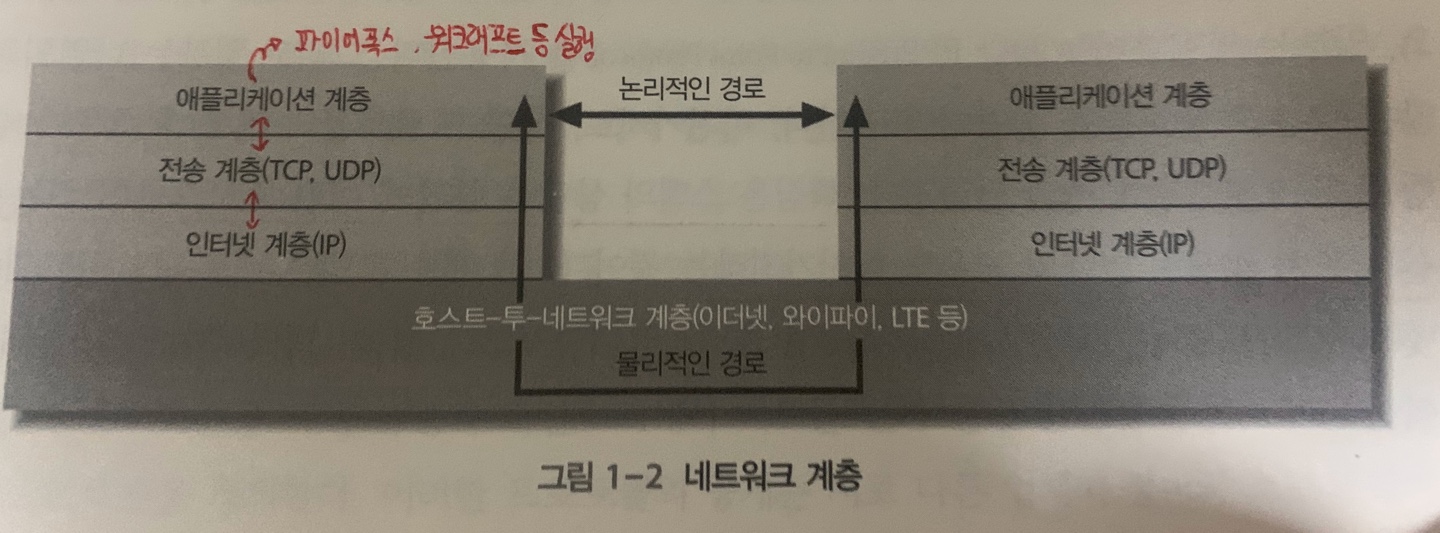 파이어폭스, 워크래프트 등 실행
애플리케이션 계층
전송 계층(TCP, UDP)
인터넷 계층(IP)
논리적인 경로
애플리케이션 계층
전송 계층(TCP, UDP)
인터넷 계층(IP)
호스트-투-네트워크 계층(이더넷, 와이파이, LTE 등)
물리적인 경로
그림 1-2 네트워크 계층